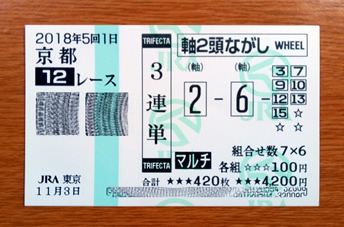 2018年5回1日
京都
12レース
JRA 東京
11月3日
TRIFECTA
3連単
TRIFECTA
マルチ
軸2頭ながし WHEEL
(軸) (軸)
2 - 6 -
3 7
9 10
12 13
15 ☆
☆ ☆
組合せ数7×6
各組 ☆☆☆100円
合計 ★★★420枚 ★★★4200円